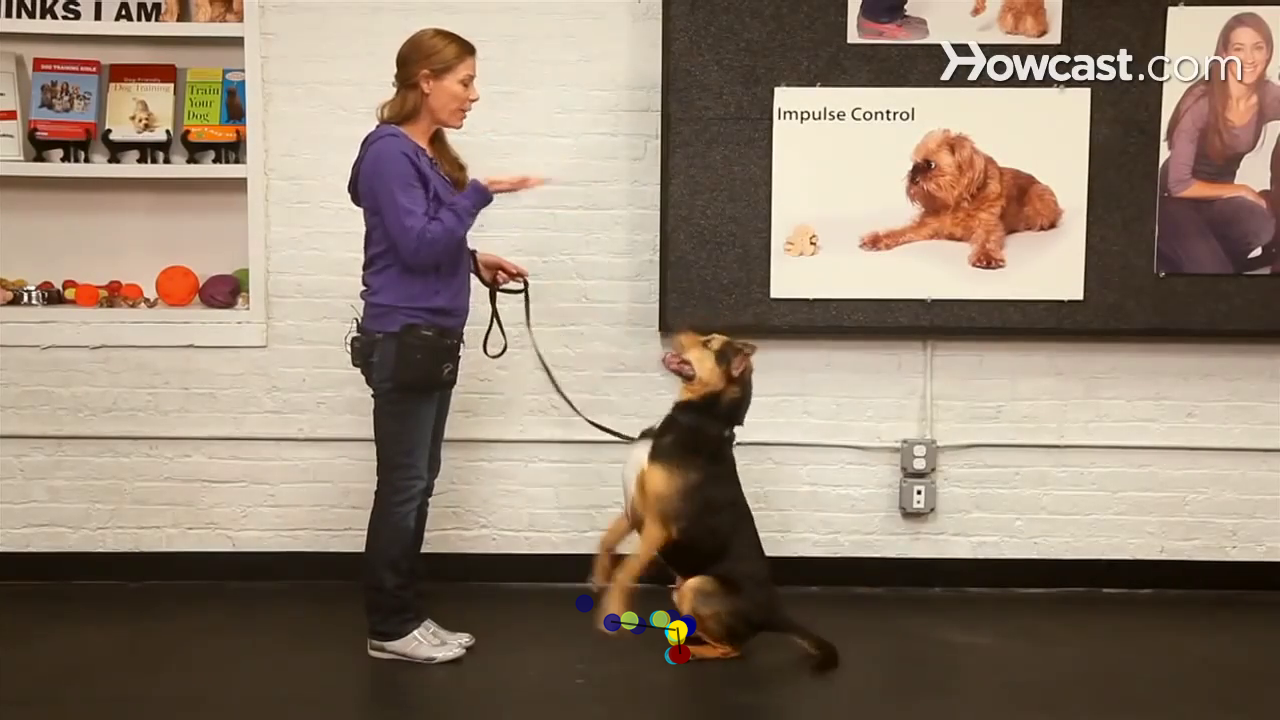 INKS I AM
Howcast.com
DOG TRAINING BIBLE
Dog-Friendly
Dog Training
Train
Your
Dog
Impulse Control